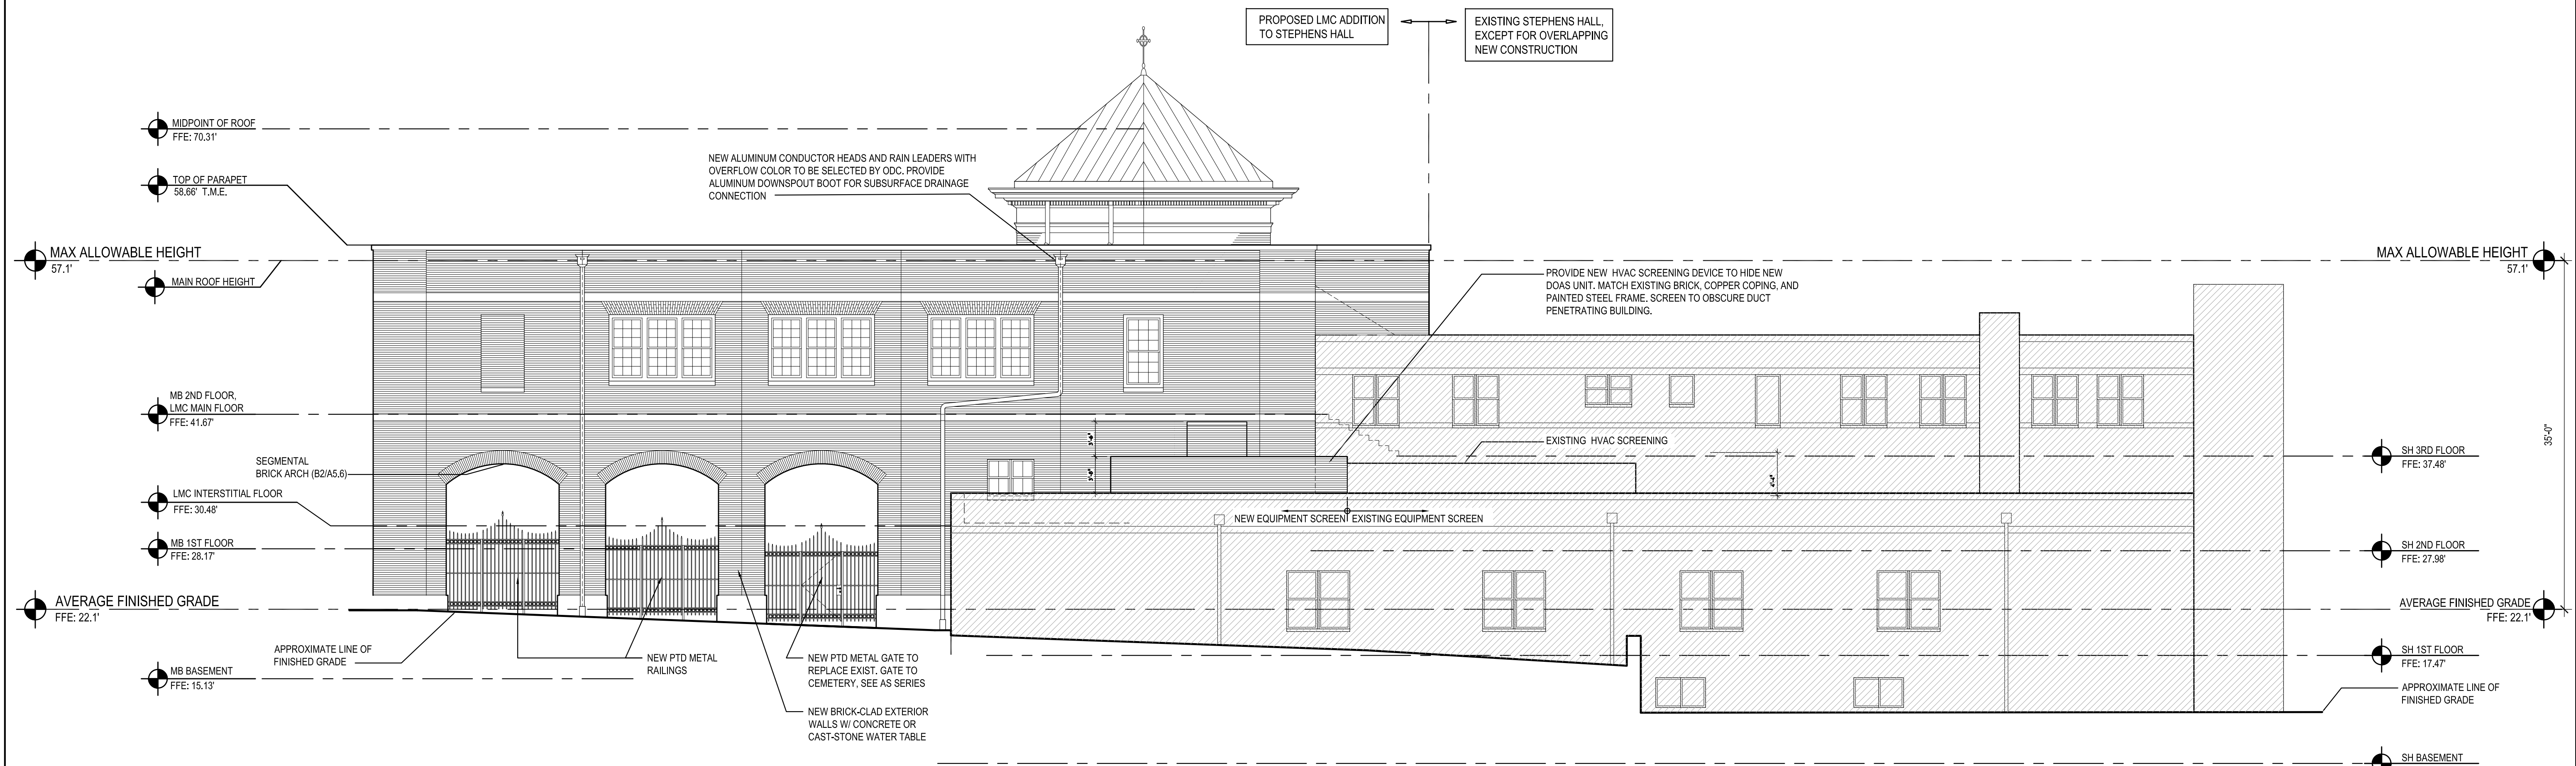 PROPOSED LMC ADDITION
TO STEPHENS HALL
EXISTING STEPHENS HALL,
EXCEPT FOR OVERLAPPING
NEW CONSTRUCTION
MIDPOINT OF ROOF
FFE: 70.31'
TOP OF PARAPET
58.66' T.M.E.
NEW ALUMINUM CONDUCTOR HEADS AND RAIN LEADERS WITH
OVERFLOW COLOR TO BE SELECTED BY ODC. PROVIDE
ALUMINUM DOWNSPOUT BOOT FOR SUBSURFACE DRAINAGE
CONNECTION
MAX ALLOWABLE HEIGHT
57.1'
MAIN ROOF HEIGHT
MAX ALLOWABLE HEIGHT
57.1'
PROVIDE NEW HVAC SCREENING DEVICE TO HIDE NEW
DOAS UNIT. MATCH EXISTING BRICK, COPPER COPING, AND
PAINTED STEEL FRAME. SCREEN TO OBSCURE DUCT
PENETRATING BUILDING.
MB 2ND FLOOR,
LMC MAIN FLOOR
FFE: 41.67'
EXISTING HVAC SCREENING
35'-0"
SH 3RD FLOOR
FFE: 37.48'
SEGMENTAL
BRICK ARCH (B2/A5.6)
LMC INTERSTITIAL FLOOR
FFE: 30.48'
NEW EQUIPMENT SCREEN
EXISTING EQUIPMENT SCREEN
MB 1ST FLOOR
FFE: 28.17'
SH 2ND FLOOR
FFE: 27.98'
AVERAGE FINISHED GRADE
FFE: 22.1'
AVERAGE FINISHED GRADE
FFE: 22.1'
APPROXIMATE LINE OF
FINISHED GRADE
NEW PTD METAL
RAILINGS
NEW PTD METAL GATE TO
REPLACE EXIST. GATE TO
CEMETERY, SEE AS SERIES
SH 1ST FLOOR
FFE: 17.47'
MB BASEMENT
FFE: 15.13'
APPROXIMATE LINE OF
FINISHED GRADE
NEW BRICK-CLAD EXTERIOR
WALLS W/ CONCRETE OR
CAST-STONE WATER TABLE
SH BASEMENT